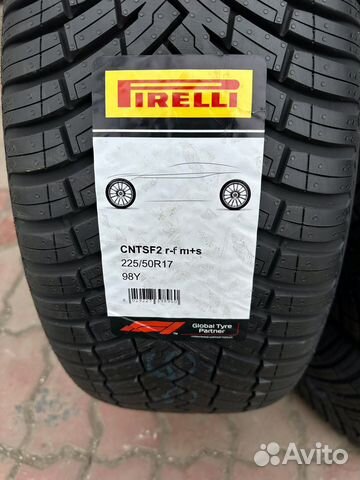 PIRELLI
CNTSF2 r-f m+s
225/50R17
98Y
Global Tyre
Partner
Avito